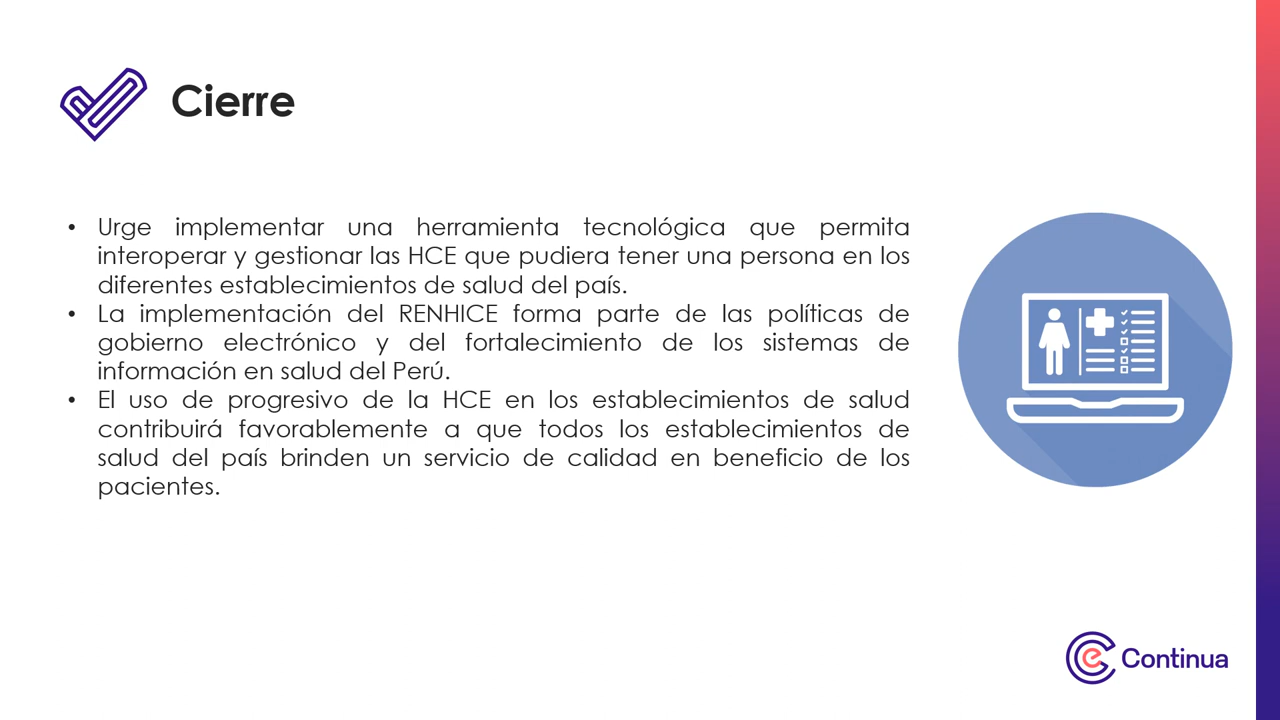 Cierre
• Urge implementar una herramienta tecnológica que permita
interoperar y gestionar las HCE que pudiera tener una persona en los
diferentes establecimientos de salud del país.
• La implementación del RENHICE forma parte de las políticas de
gobierno electrónico y del fortalecimiento de los sistemas de
información en salud del Perú.
• El uso de progresivo de la HCE en los establecimientos de salud
contribuirá favorablemente a que todos los establecimientos de
salud del país brinden un servicio de calidad en beneficio de los
pacientes.
Continua